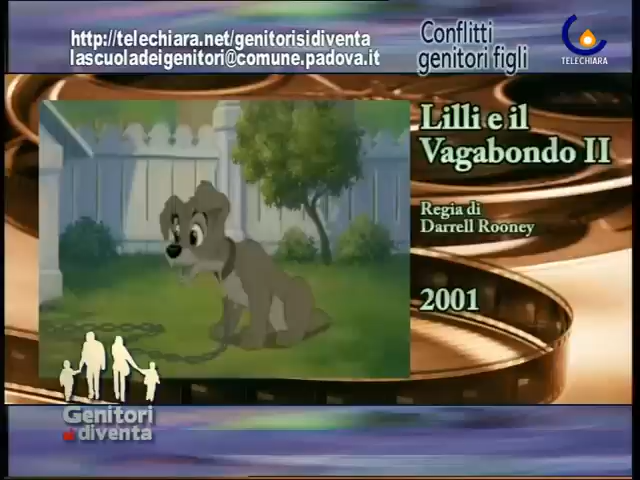 http://telechiara.net/genitorisidiventa
lascuoladeigenitori@comune.padova.it
Conflitti
genitori figli
TELECHIARA
Lilli e il
Vagabondo II
Regia di
Darrell Rooney
2001
Genitori
si diventa